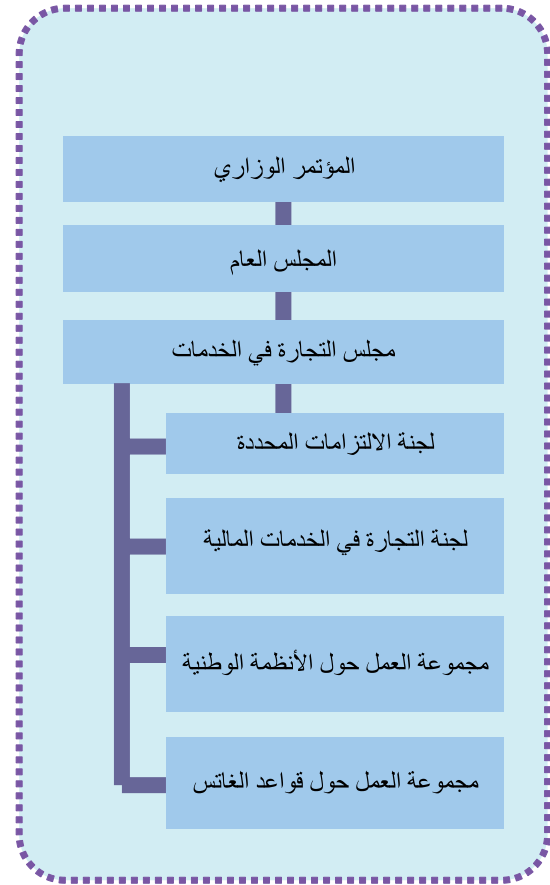 المؤتمر الوزاري
المجلس العام
مجلس التجارة في الخدمات
لجنة الالتزامات المحددة
لجنة التجارة في الخدمات المالية
مجموعة العمل حول الأنظمة الوطنية
مجموعة العمل حول قواعد الغاتس